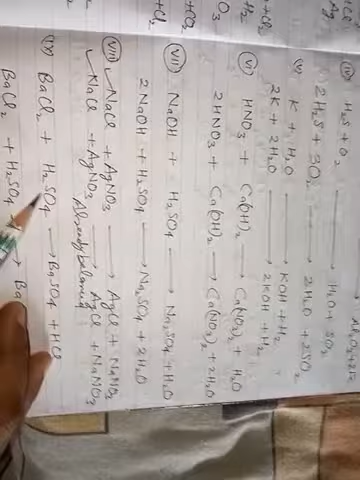 (iv) H2S + O2 → H2O + SO2
2H2S + 3O2 → 2H2O + 2SO2
(v) K + H2O → KOH + H2
2K + 2H2O → 2KOH + H2
(vi) HNO3 + Ca(OH)2 → Ca(NO3)2 + H2O
2HNO3 + Ca(OH)2 → Ca(NO3)2 + 2H2O
(vii) NaOH + H2SO4 → Na2SO4 + H2O
2NaOH + H2SO4 → Na2SO4 + 2H2O
(viii) NaCl + AgNO3 → AgCl + NaNO3
NaCl + AgNO3 → AgCl + NaNO3
Already balanced
(ix) BaCl2 + H2SO4 → BaSO4 + HCl
BaCl2 + H2SO4 → Ba